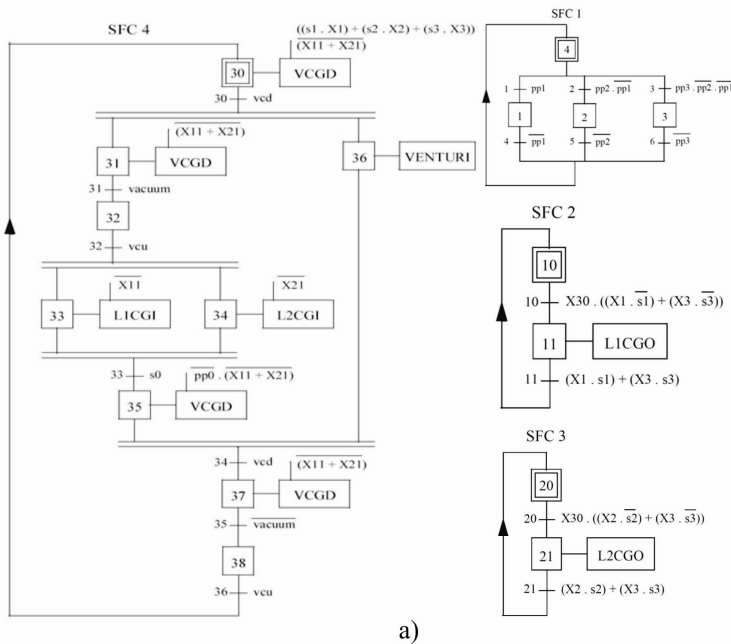 SFC 4
((s1 . X1) + (s2 . X2) + (s3 . X3))
(X11 + X21)
30
VCGD
30 vcd
(X11 + X21)
31
VCGD
36
VENTURI
31 vacuum
32
32 vcu
X11
X21
33
L1CGI
34
L2CGI
33 s0
pp0 . (X11 + X21)
35
VCGD
34 vcd
(X11 + X21)
37
VCGD
35 vacuum
38
36 vcu
SFC 1
4
1 pp1
2 pp2 . pp1
3 pp3 . pp2 . pp1
1
2
3
4 pp1
5 pp2
6 pp3
SFC 2
10
10 X30 . ((X1 . s1) + (X3 . s3))
11
L1CGO
11 (X1 . s1) + (X3 . s3)
SFC 3
20
20 X30 . ((X2 . s2) + (X3 . s3))
21
L2CGO
21 (X2 . s2) + (X3 . s3)
a)